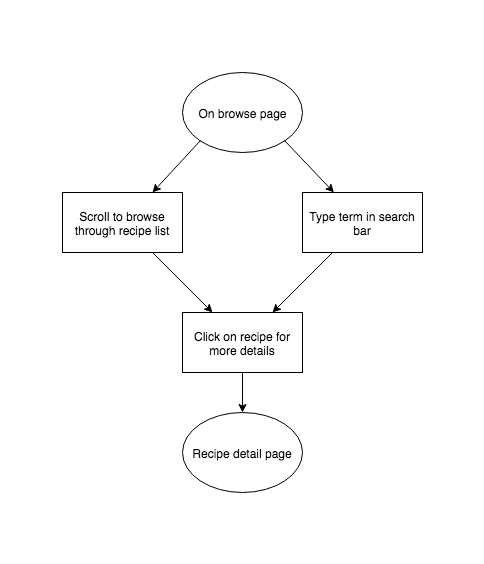 On browse page
Scroll to browse
through recipe list
Type term in search
bar
Click on recipe for
more details
Recipe detail page